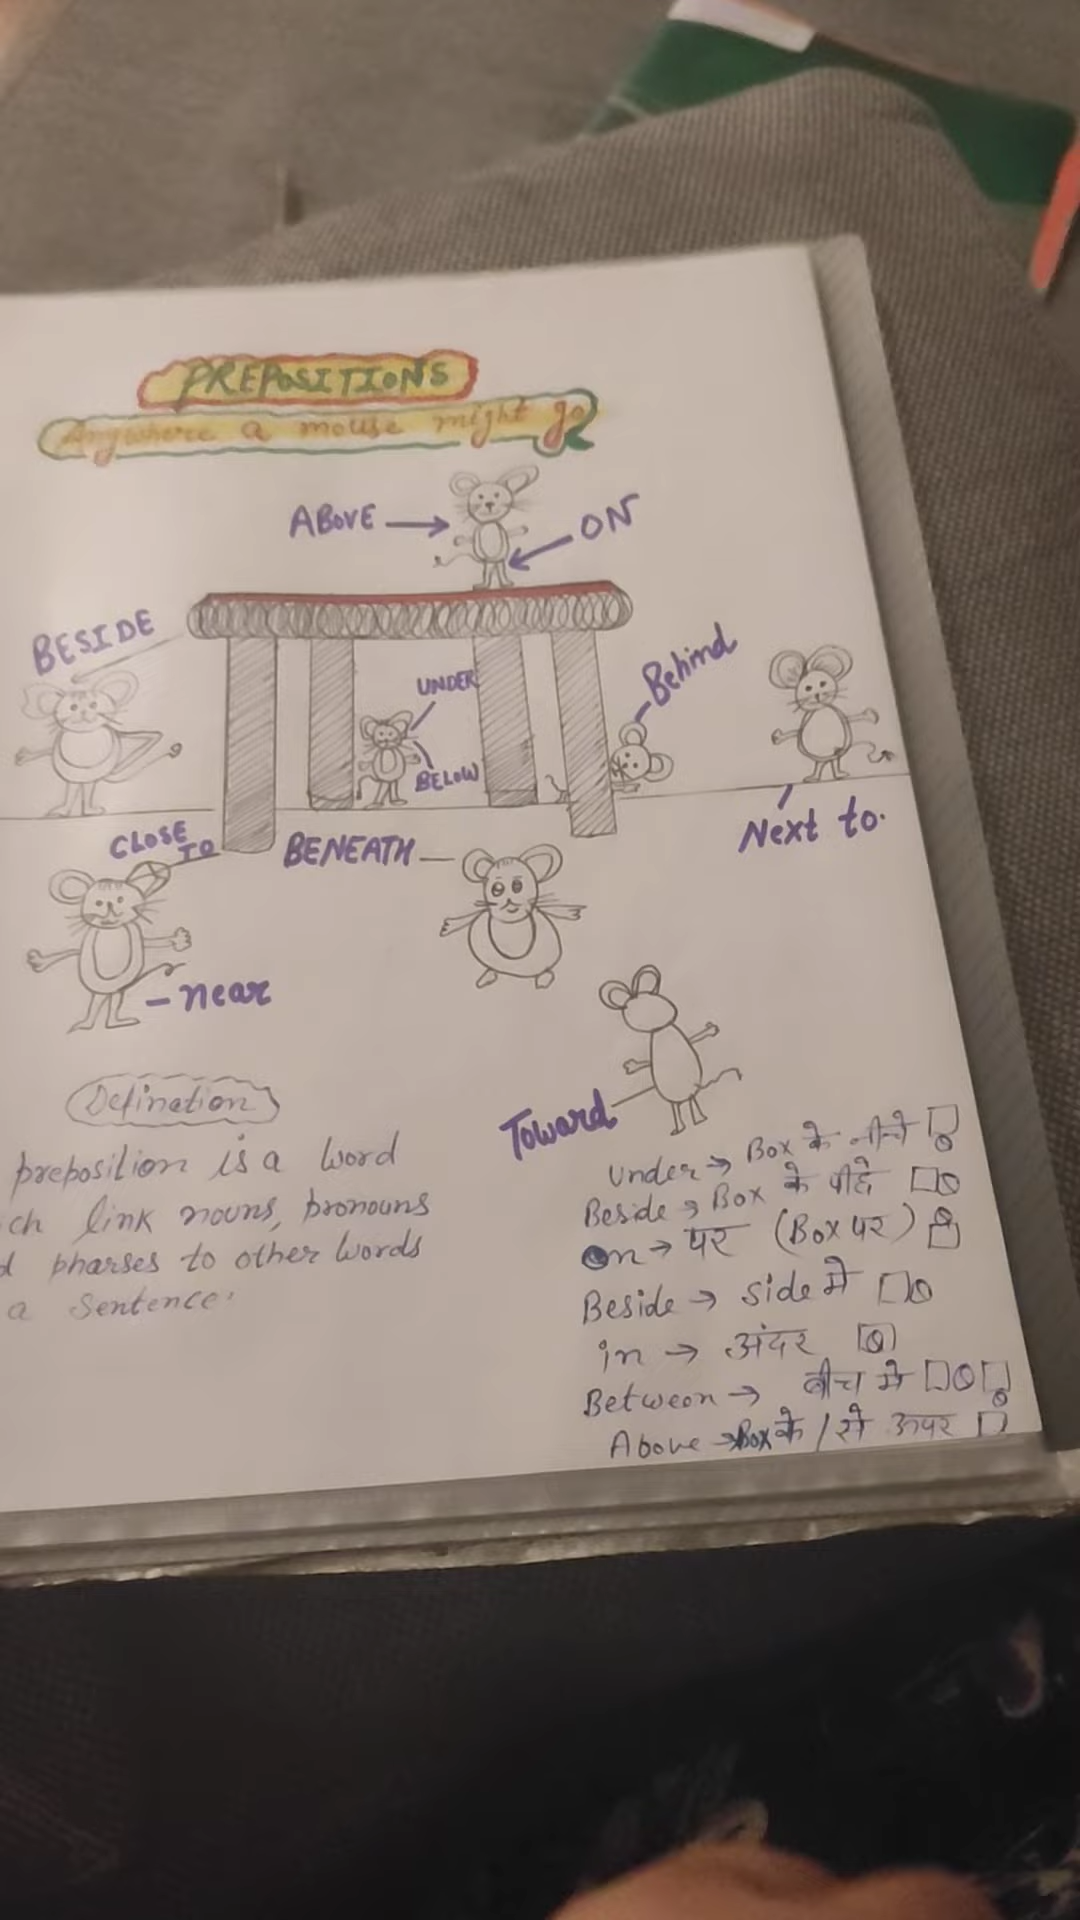 PREPOSITIONS
Anywhere a mouse might go
ABOVE
ON
BESIDE
UNDER
BELOW
Behind
Next to.
CLOSE TO
BENEATH
near
Toward
Defination
preposition is a word
ch link nouns, pronouns
d pharses to other words
a sentence.
under → Box के नीचे
Beside → Box के पीछे
on → पर (Box पर)
Beside → side में
in → अंदर
Between → बीच में
Above → Box के / से ऊपर